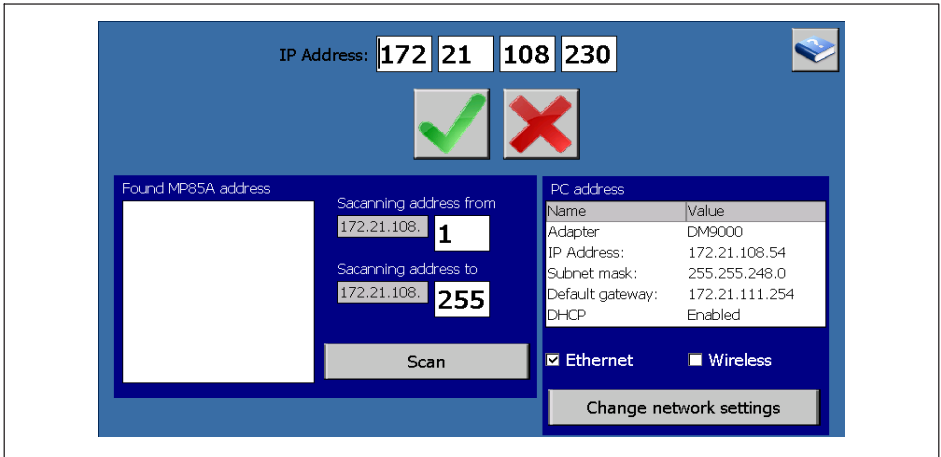 IP Address: 172 21 108 230
Found MP85A address
Sacanning address from
172.21.108. 1
Sacanning address to
172.21.108. 255
Scan
PC address
Name Value
Adapter DM9000
IP Address: 172.21.108.54
Subnet mask: 255.255.248.0
Default gateway: 172.21.111.254
DHCP Enabled
Ethernet Wireless
Change network settings